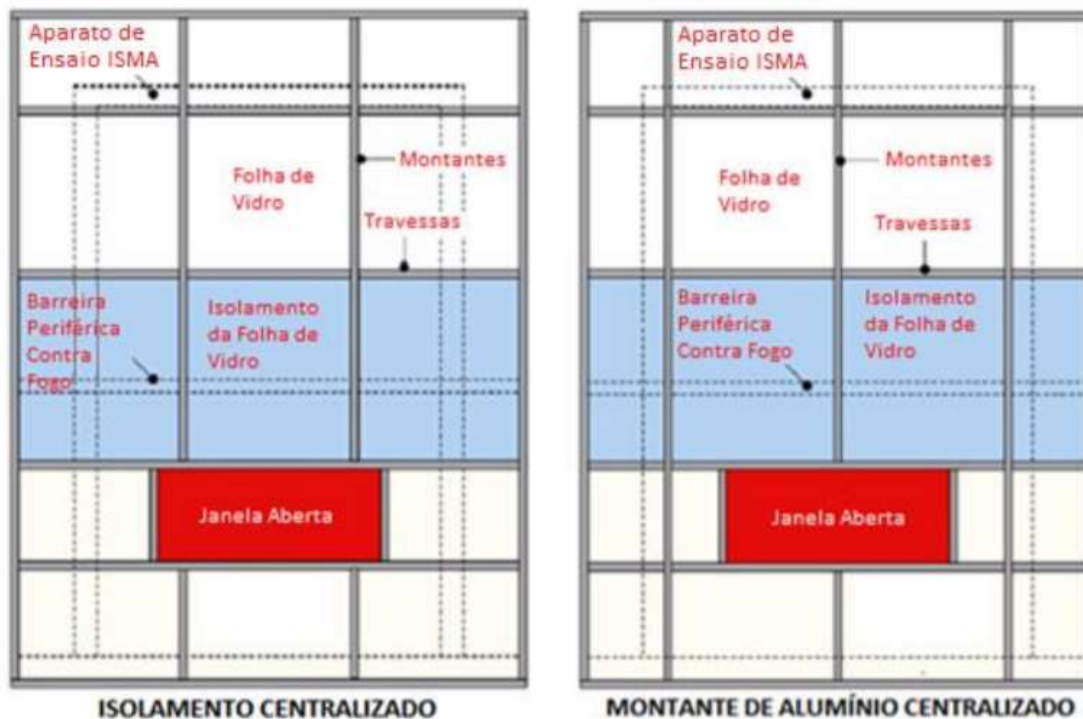 Aparato de
Ensaio ISMA
Montantes
Folha de
Vidro
Travessas
Barreira
Periférica
Contra
Fogo
Isolamento
da Folha de
Vidro
Janela Aberta
ISOLAMENTO CENTRALIZADO
Aparato de
Ensaio ISMA
Montantes
Folha de
Vidro
Travessas
Barreira
Periférica
Contra Fogo
Isolamento
da Folha de
Vidro
Janela Aberta
MONTANTE DE ALUMÍNIO CENTRALIZADO